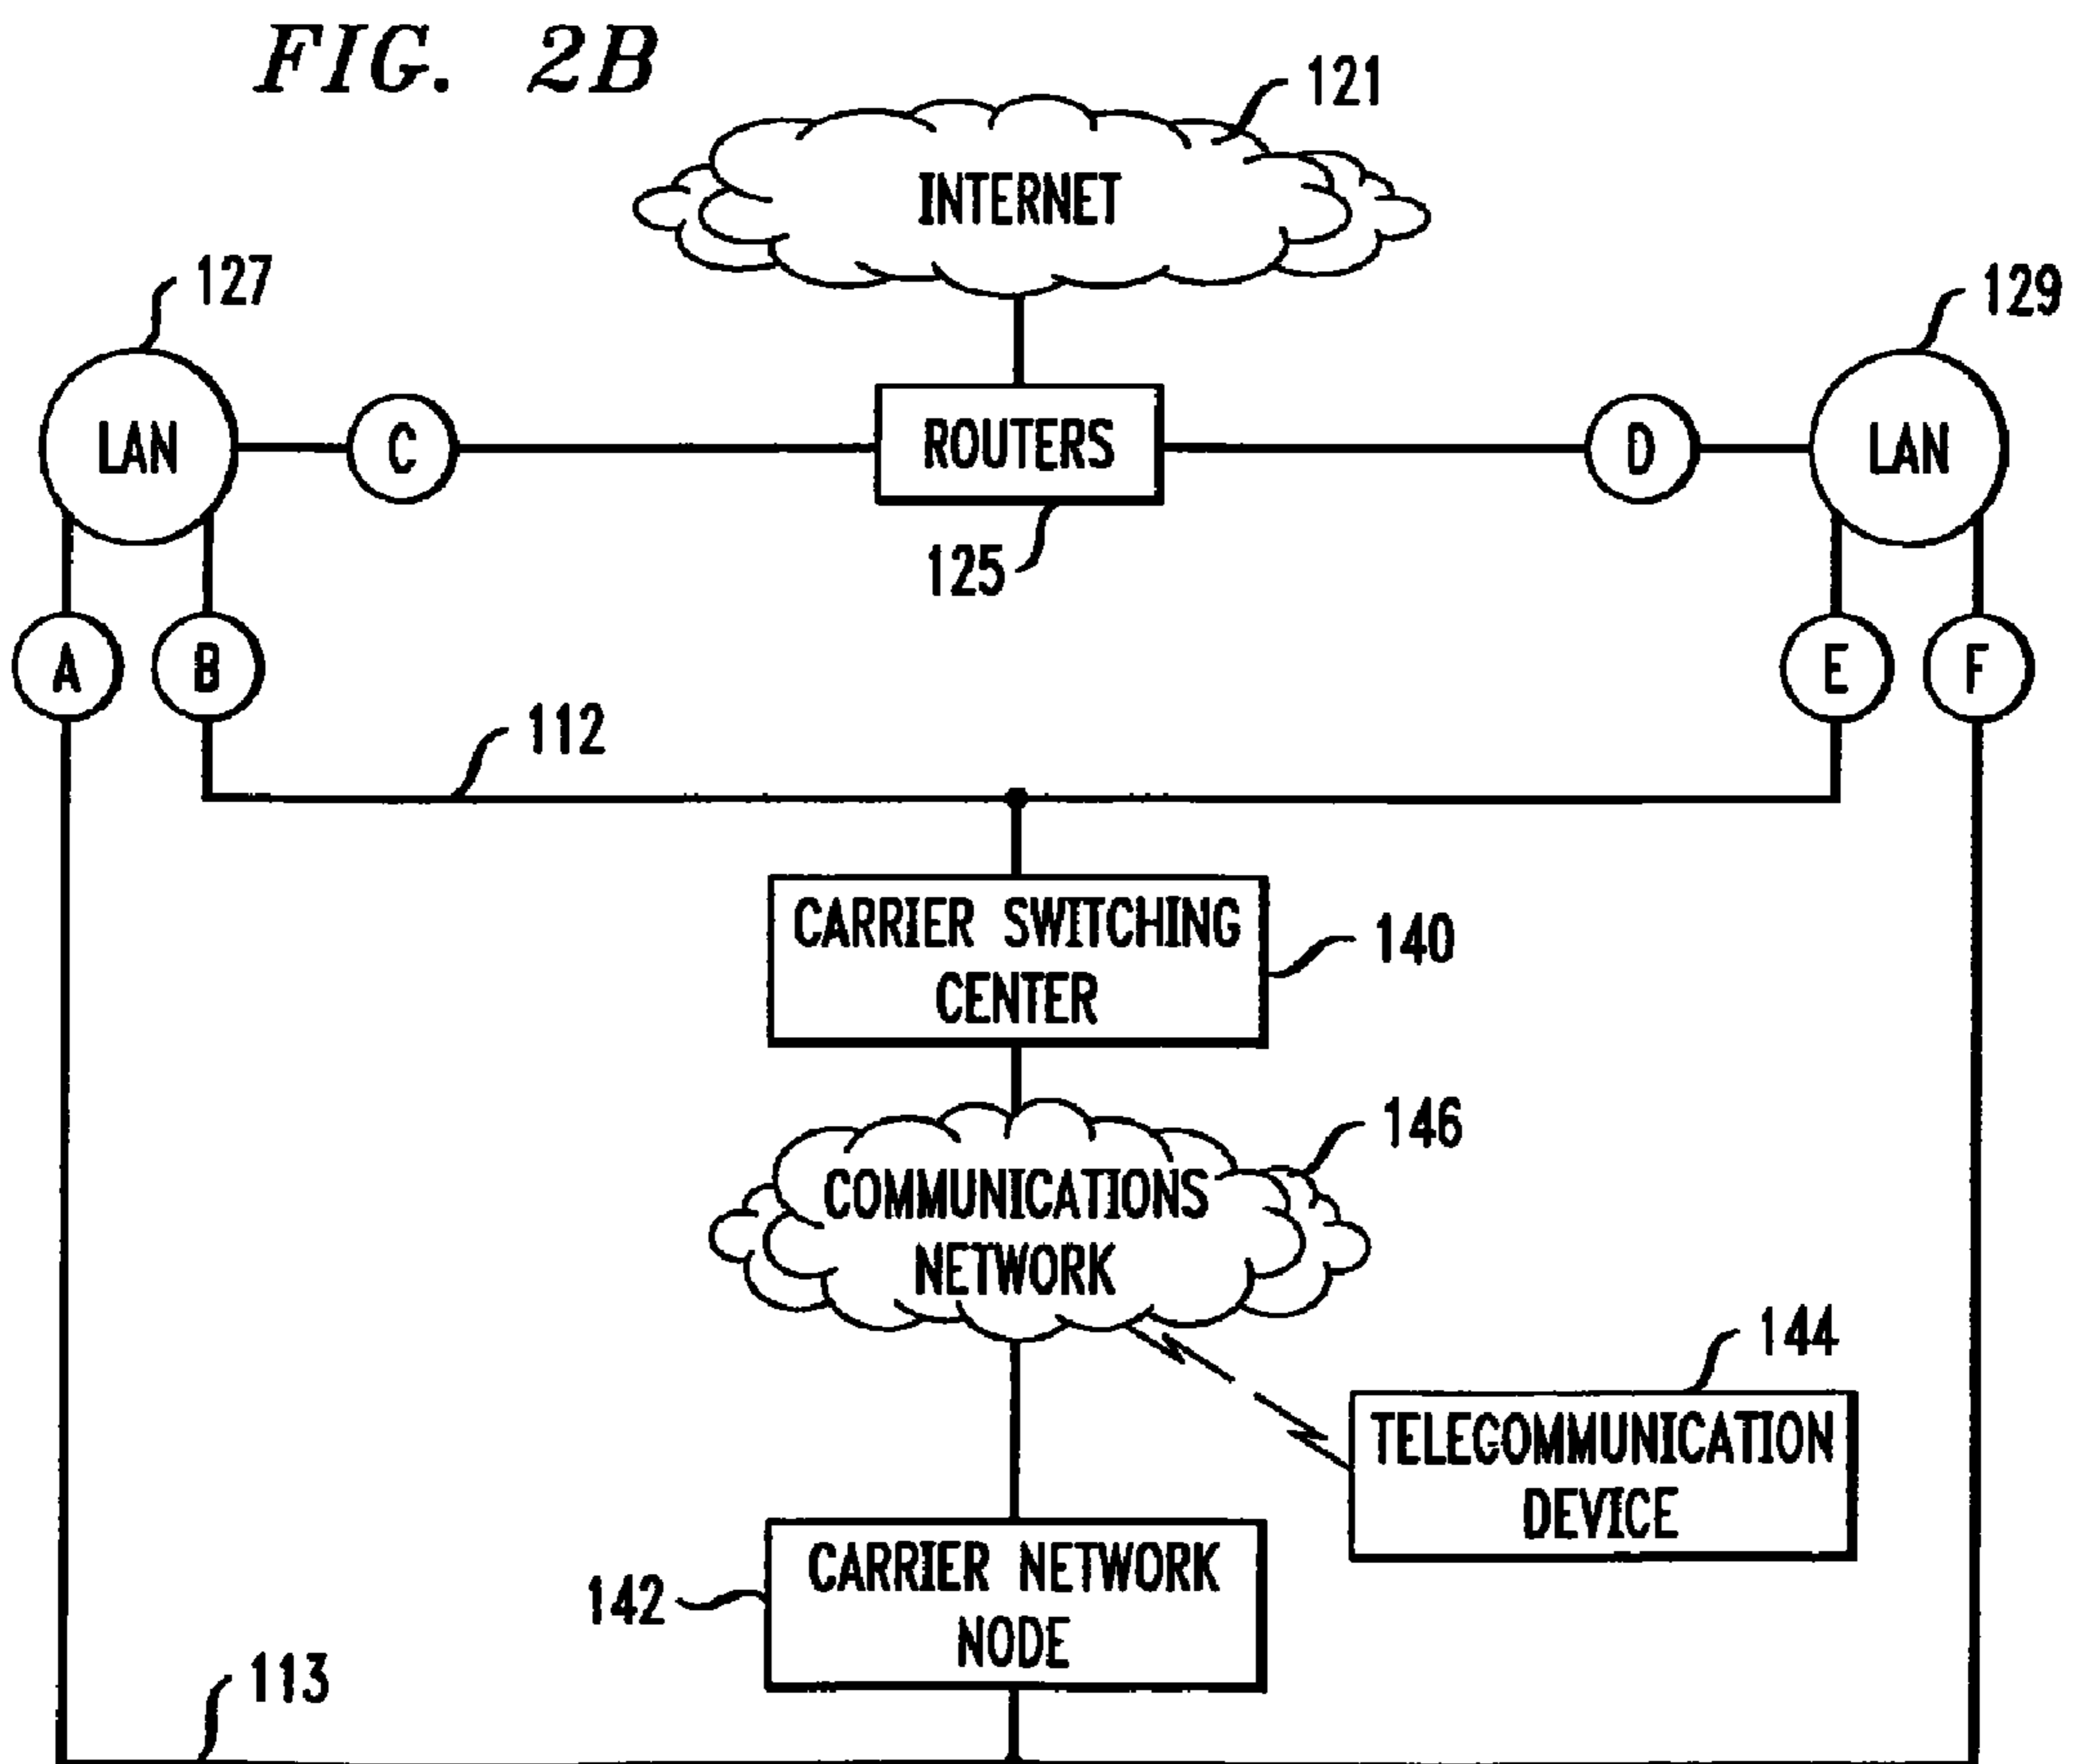 FIG. 2B
121
INTERNET
127
129
LAN
C
ROUTERS
D
LAN
125
A
B
E
F
112
CARRIER SWITCHING
CENTER
140
146
COMMUNICATIONS
NETWORK
144
TELECOMMUNICATION
DEVICE
CARRIER NETWORK
NODE
142
113